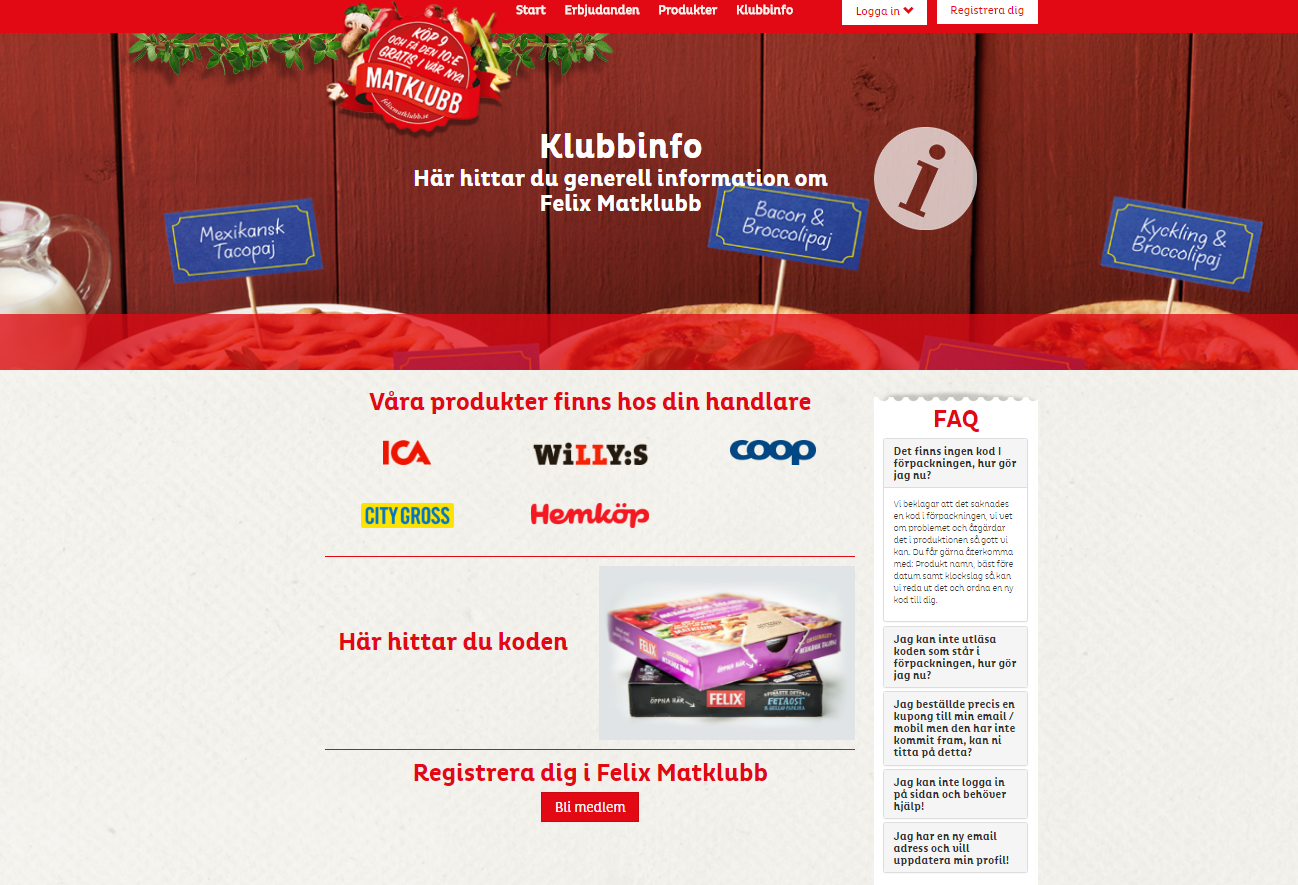 Start Erbjudanden Produkter Klubbinfo Logga in Registrera dig
KÖP 9
OCH FÅ DEN 10:E
GRATIS I VÅR NYA
MATKLUBB
felixmatklubb.se
Klubbinfo
Här hittar du generell information om
Felix Matklubb
i
Mexikansk
Tacopaj
Bacon &
Broccolipaj
Kyckling &
Broccolipaj
Våra produkter finns hos din handlare
ICA WiLLY:S COOP
CITY GROSS Hemköp
Här hittar du koden
FELIX
ÖPPNA HÄR
ÖPPNA HÄR
FELIX
FETAOST
Registrera dig i Felix Matklubb
Bli medlem
FAQ
Det finns ingen kod I
förpackningen, hur gör
jag nu?
Vi beklagar att det saknades
en kod i förpackningen, vi vet
om problemet och åtgärdar
det i produktionen så gott vi
kan. Du får gärna återkomma
med: Produkt namn, bäst före
datum samt klockslag så kan
vi reda ut det och ordna en ny
kod till dig.
Jag kan inte utläsa
koden som står i
förpackningen, hur gör
jag nu?
Jag beställde precis en
kupong till min email /
mobil men den har inte
kommit fram, kan ni
titta på detta?
Jag kan inte logga in
på sidan och behöver
hjälp!
Jag har en ny email
adress och vill
uppdatera min profil!